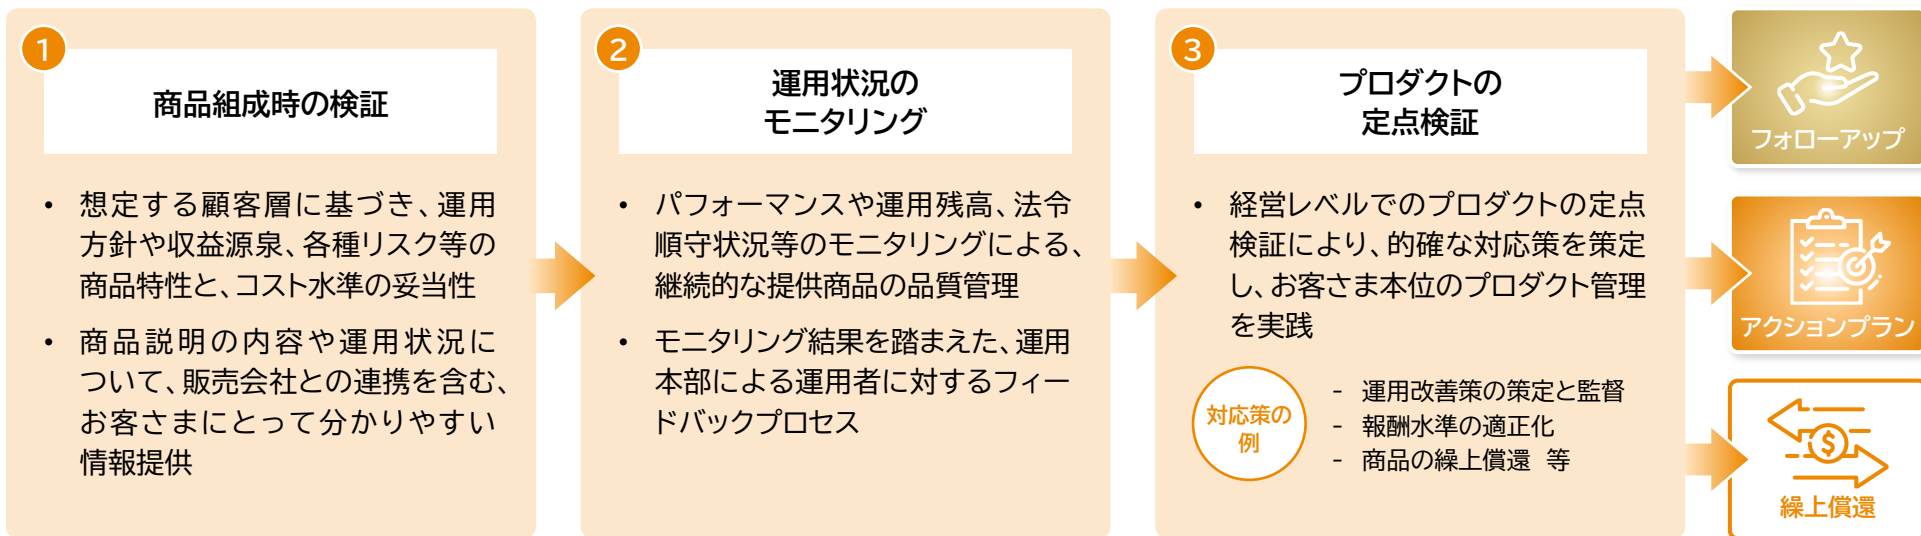 1
商品組成時の検証
• 想定する顧客層に基づき、運用
方針や収益源泉、各種リスク等の
商品特性と、コスト水準の妥当性
• 商品説明の内容や運用状況に
ついて、販売会社との連携を含む、
お客さまにとって分かりやすい
情報提供
2
運用状況の
モニタリング
• パフォーマンスや運用残高、法令
順守状況等のモニタリングによる、
継続的な提供商品の品質管理
• モニタリング結果を踏まえた、運用
本部による運用者に対するフィー
ドバックプロセス
3
プロダクトの
定点検証
• 経営レベルでのプロダクトの定点
検証により、的確な対応策を策定
し、お客さま本位のプロダクト管理
を実践
対応策の
例
- 運用改善策の策定と監督
- 報酬水準の適正化
- 商品の繰上償還 等
フォローアップ
アクションプラン
$
繰上償還